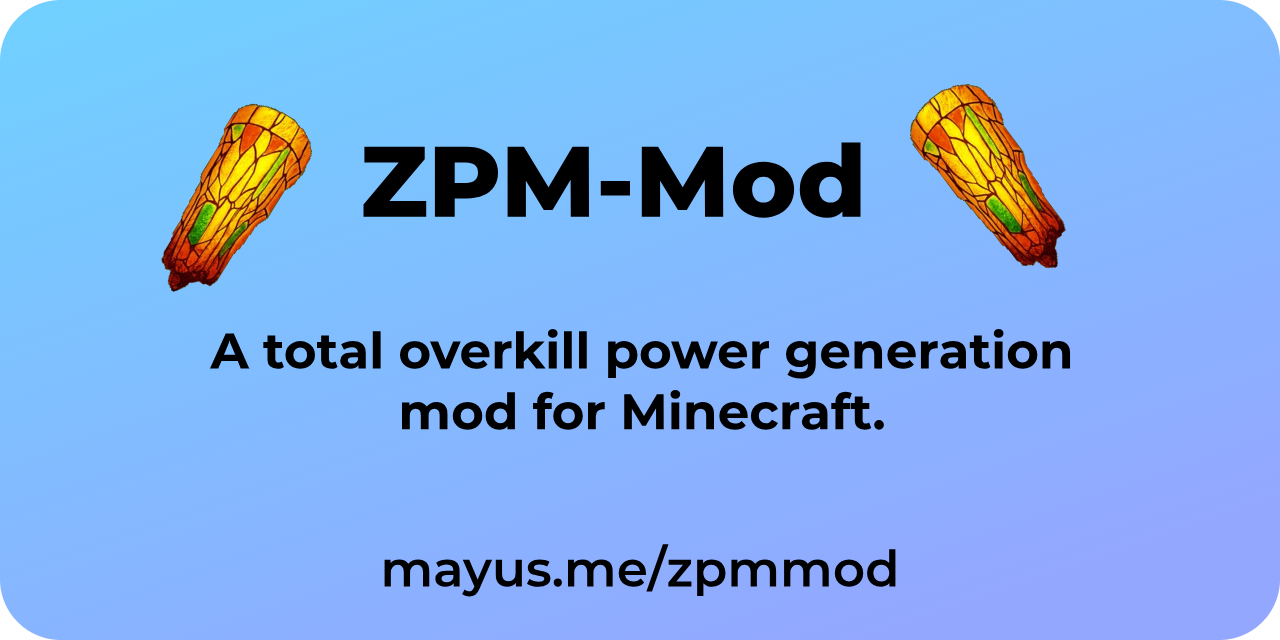 ZPM-Mod
A total overkill power generation
mod for Minecraft.
mayus.me/zpmmod